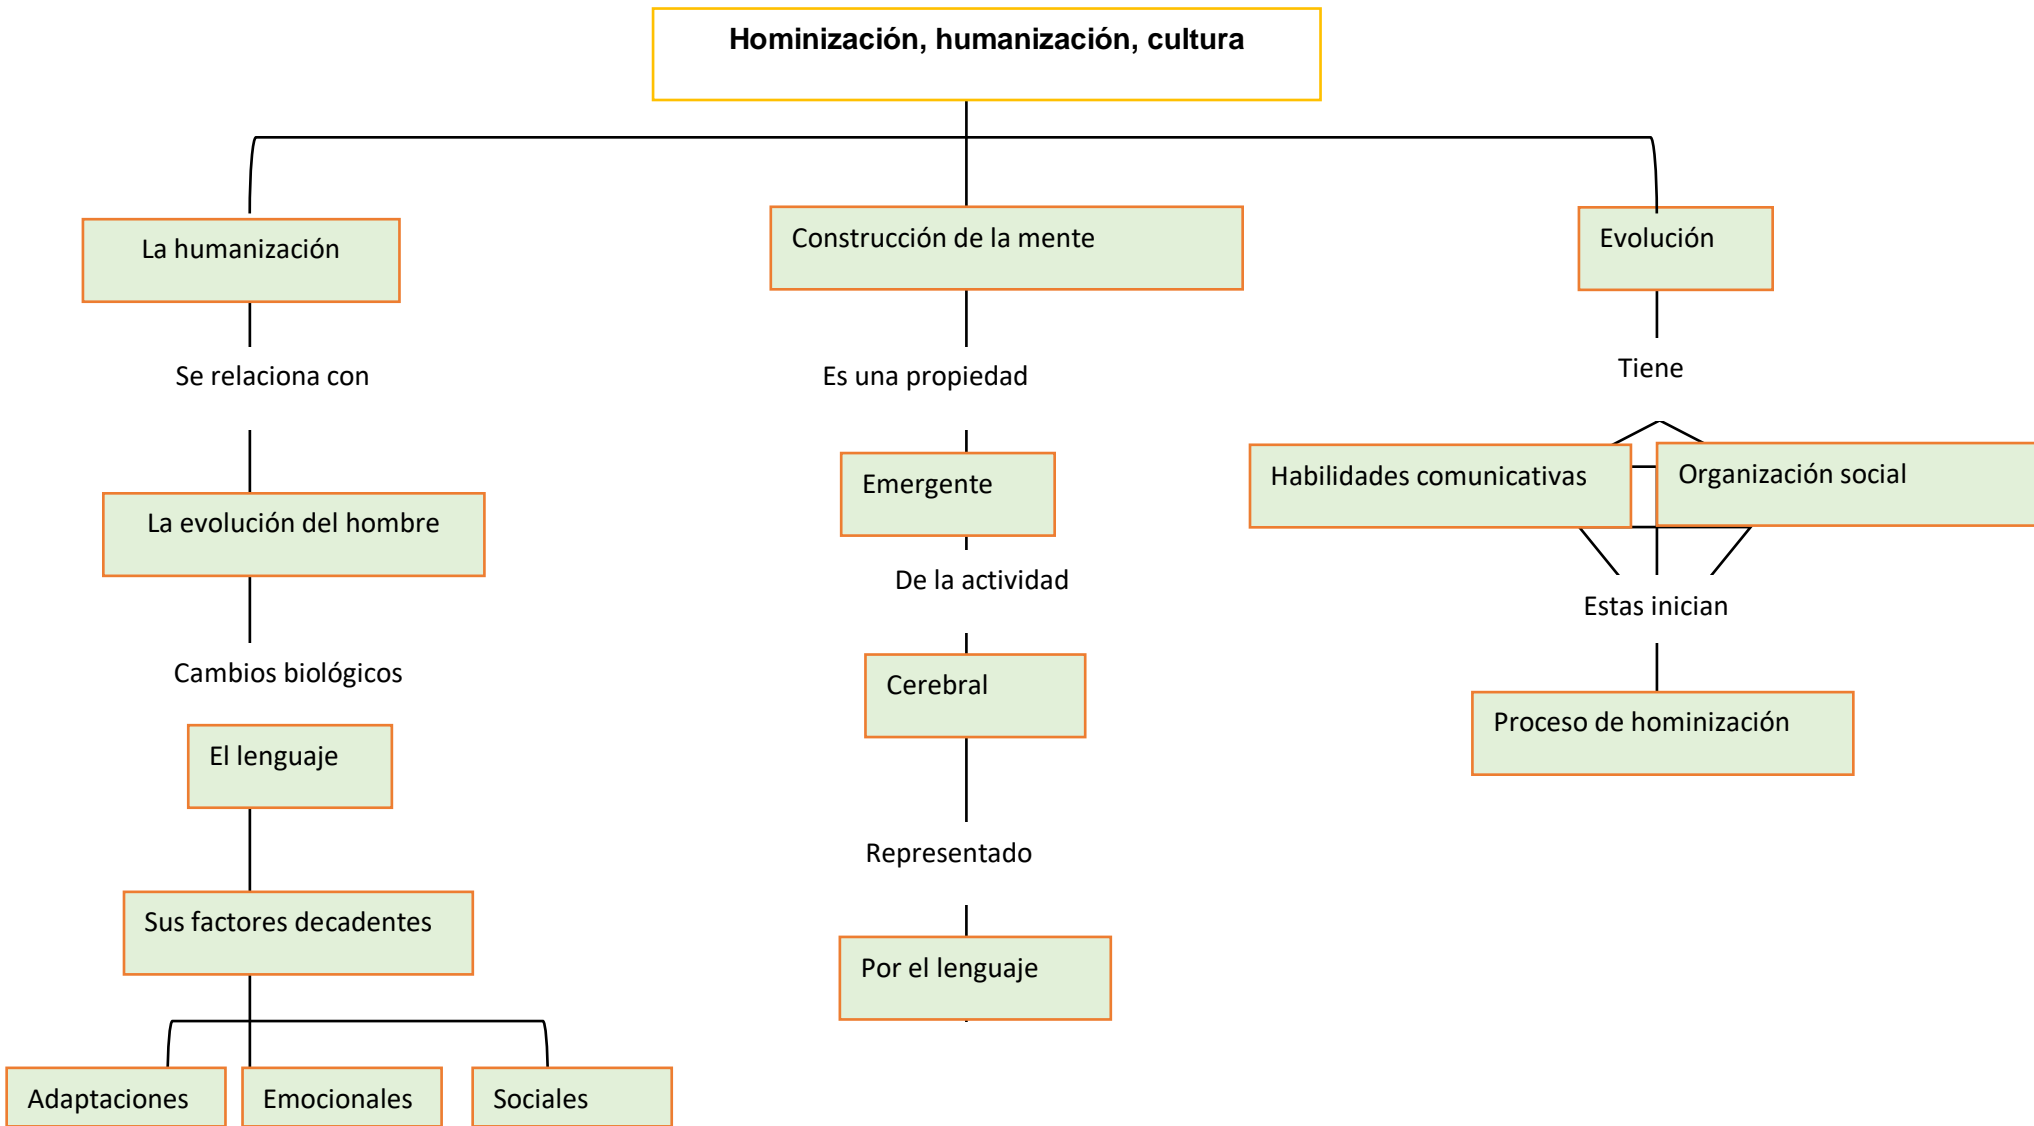 Hominización, humanización, cultura
La humanización
Construcción de la mente
Evolución
Se relaciona con
Es una propiedad
Tiene
La evolución del hombre
Emergente
Habilidades comunicativas
Organización social
De la actividad
Estas inician
Cambios biológicos
Cerebral
Proceso de hominización
El lenguaje
Representado
Sus factores decadentes
Por el lenguaje
Adaptaciones
Emocionales
Sociales